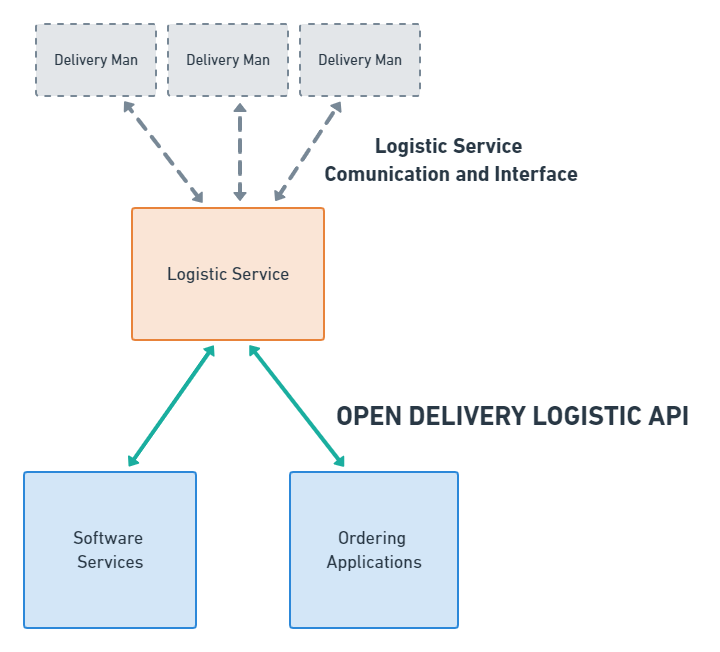 Delivery Man
Delivery Man
Delivery Man
Logistic Service
Comunication and Interface
Logistic Service
OPEN DELIVERY LOGISTIC API
Software
Services
Ordering
Applications